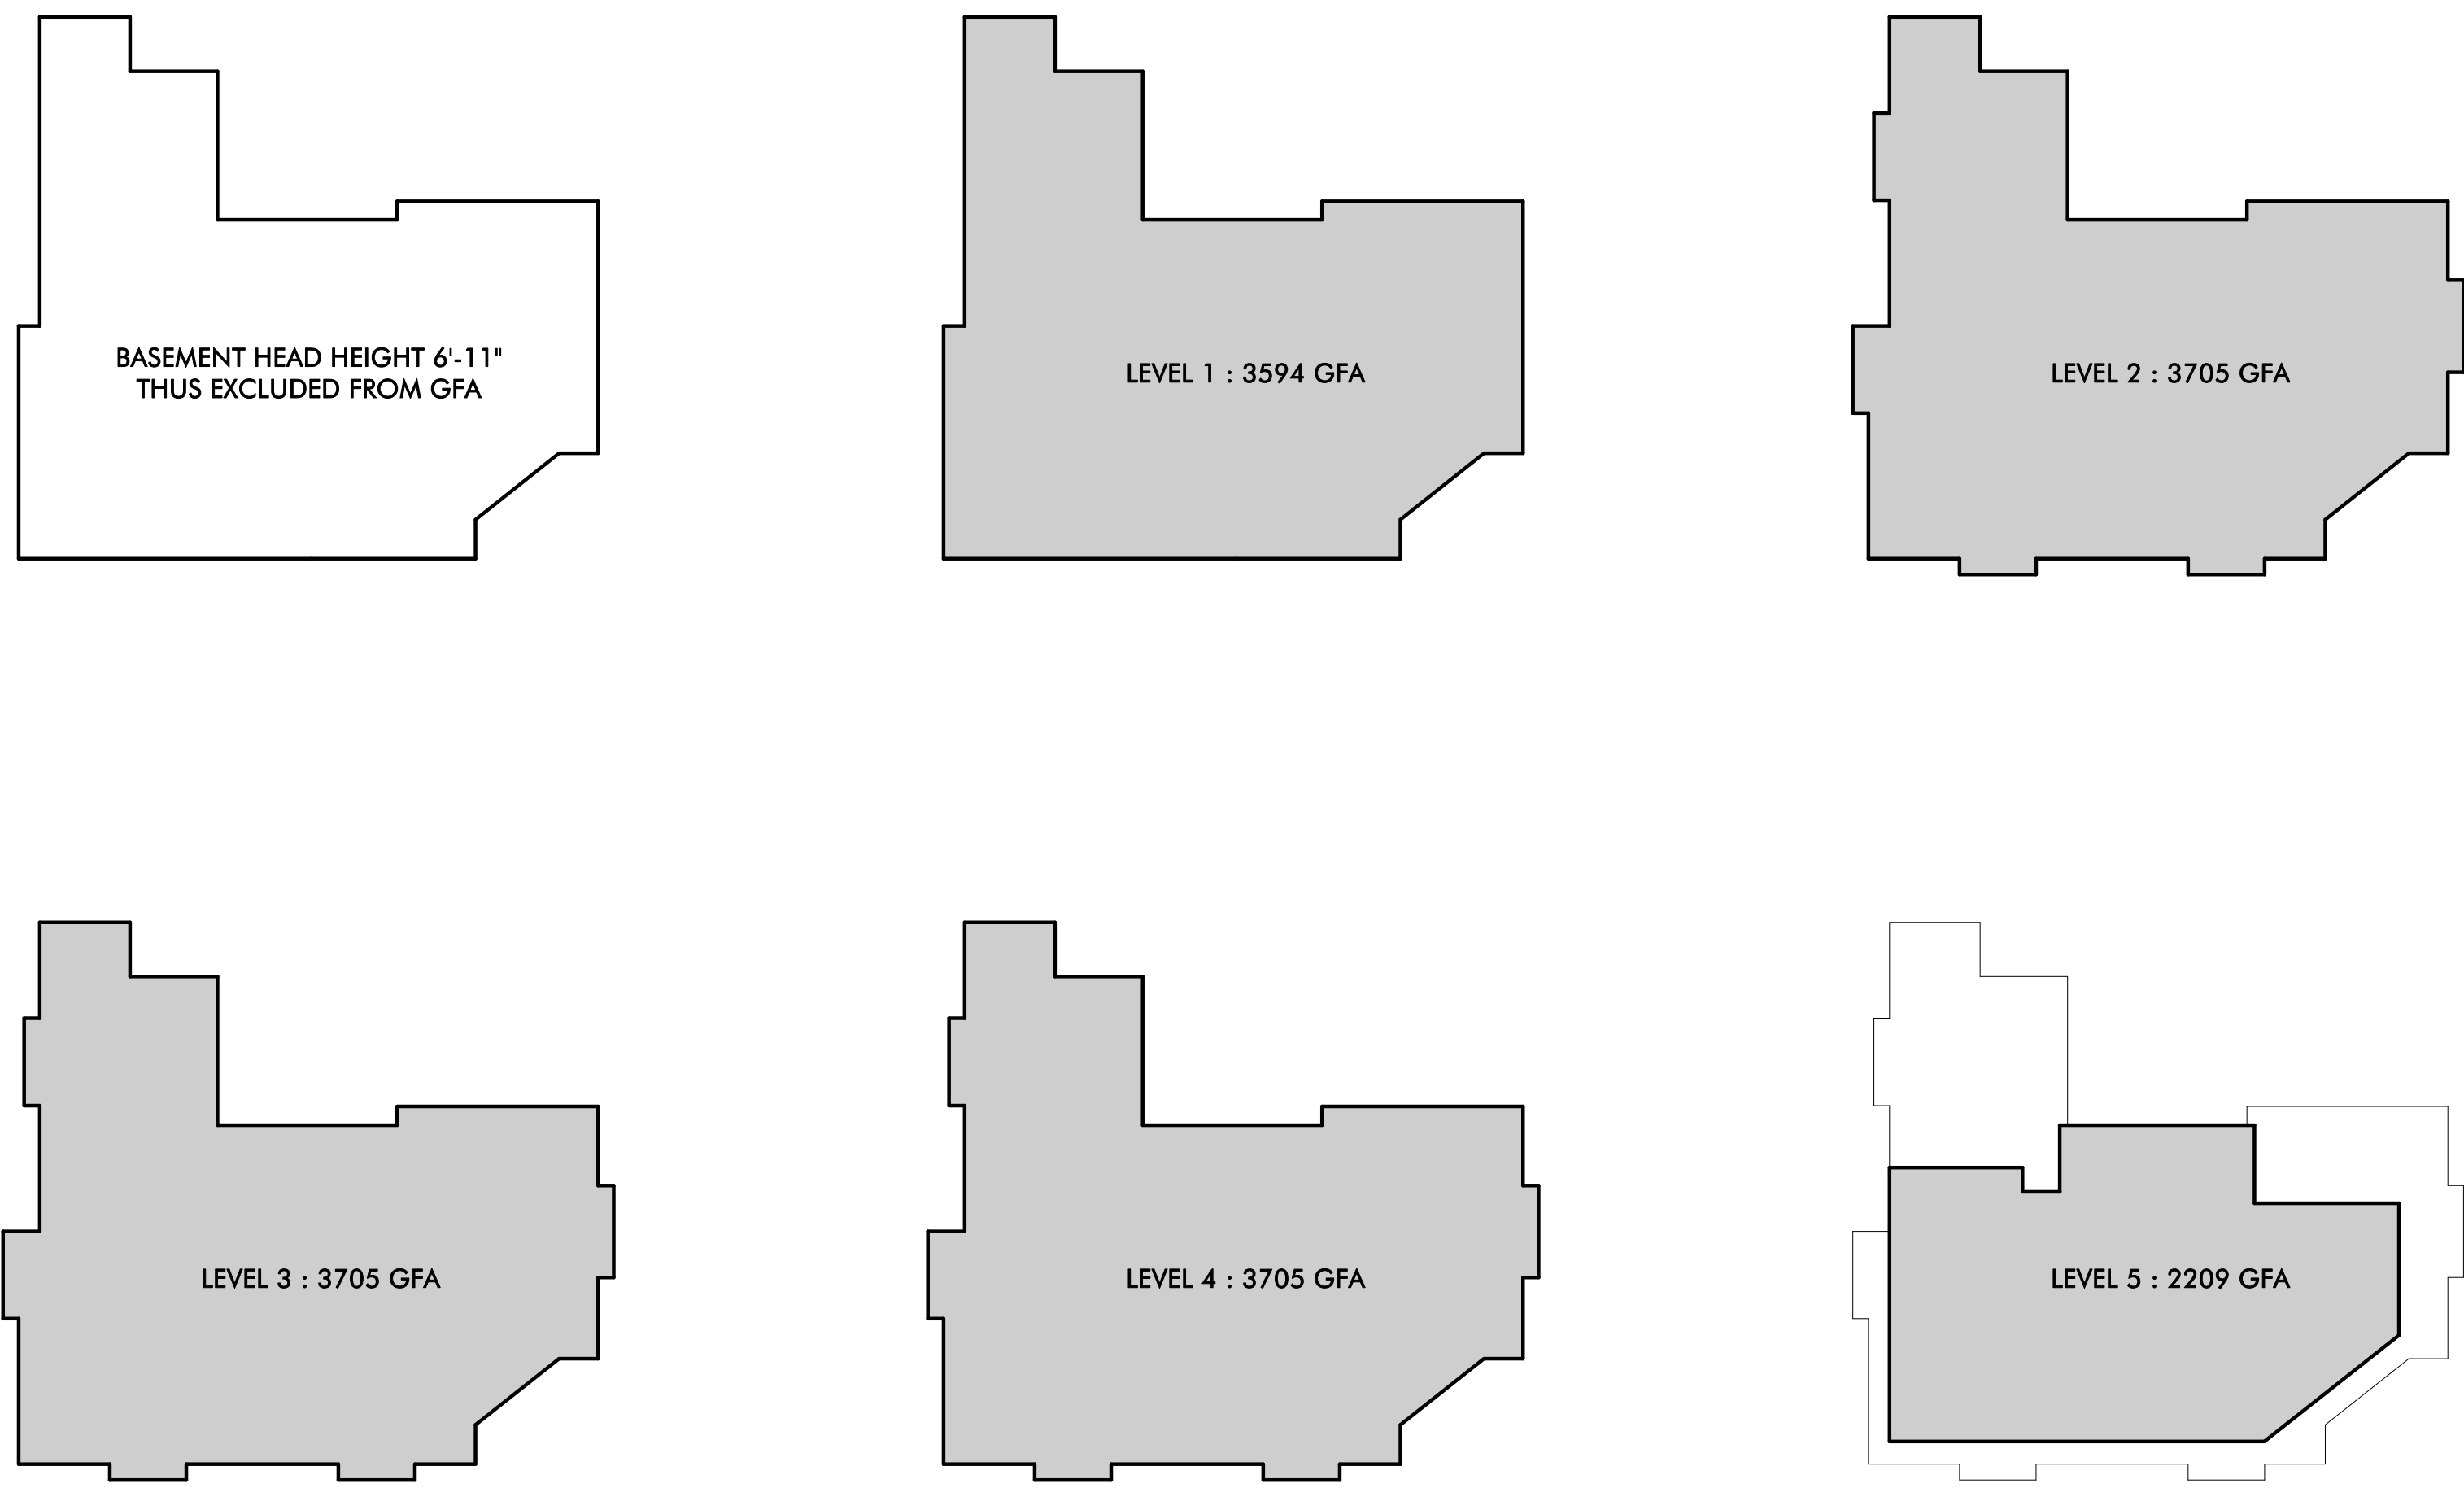 BASEMENT HEAD HEIGHT 6'-11"
THUS EXCLUDED FROM GFA
LEVEL 1 : 3594 GFA
LEVEL 2 : 3705 GFA
LEVEL 3 : 3705 GFA
LEVEL 4 : 3705 GFA
LEVEL 5 : 2209 GFA